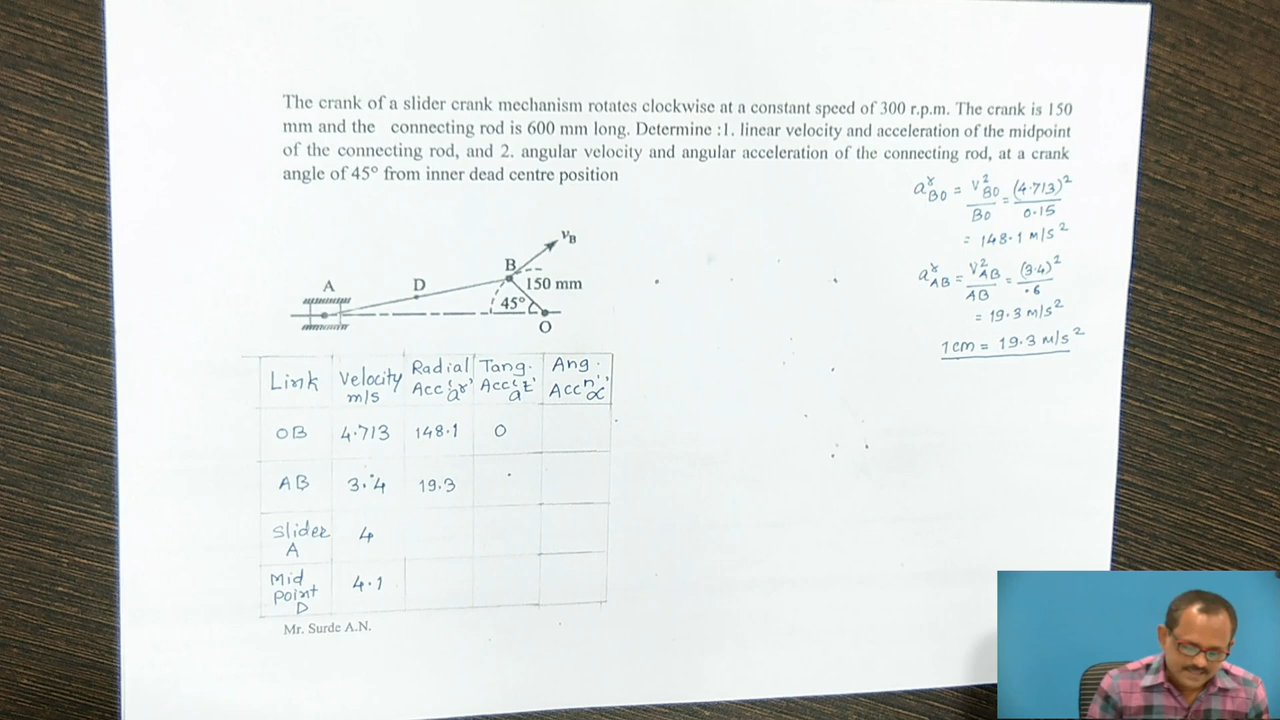 The crank of a slider crank mechanism rotates clockwise at a constant speed of 300 r.p.m. The crank is 150
mm and the connecting rod is 600 mm long. Determine :1. linear velocity and acceleration of the midpoint
of the connecting rod, and 2. angular velocity and angular acceleration of the connecting rod, at a crank
angle of 45° from inner dead centre position
a^r_BO = V²_BO / BO = (4.713)² / 0.15
= 148.1 m/s²
a^r_AB = V²_AB / AB = (3.4)² / .6
= 19.3 m/s²
1cm = 19.3 m/s²
v_B
B
150 mm
A
D
45°
O
Link Velocity m/s Radial Accⁿ 'a^r' Tang. Accⁿ 'a^t' Ang. Accⁿ 'α'
OB 4.713 148.1 0
AB 3.4 19.3
Slider A 4
Mid point D 4.1
Mr. Surde A.N.